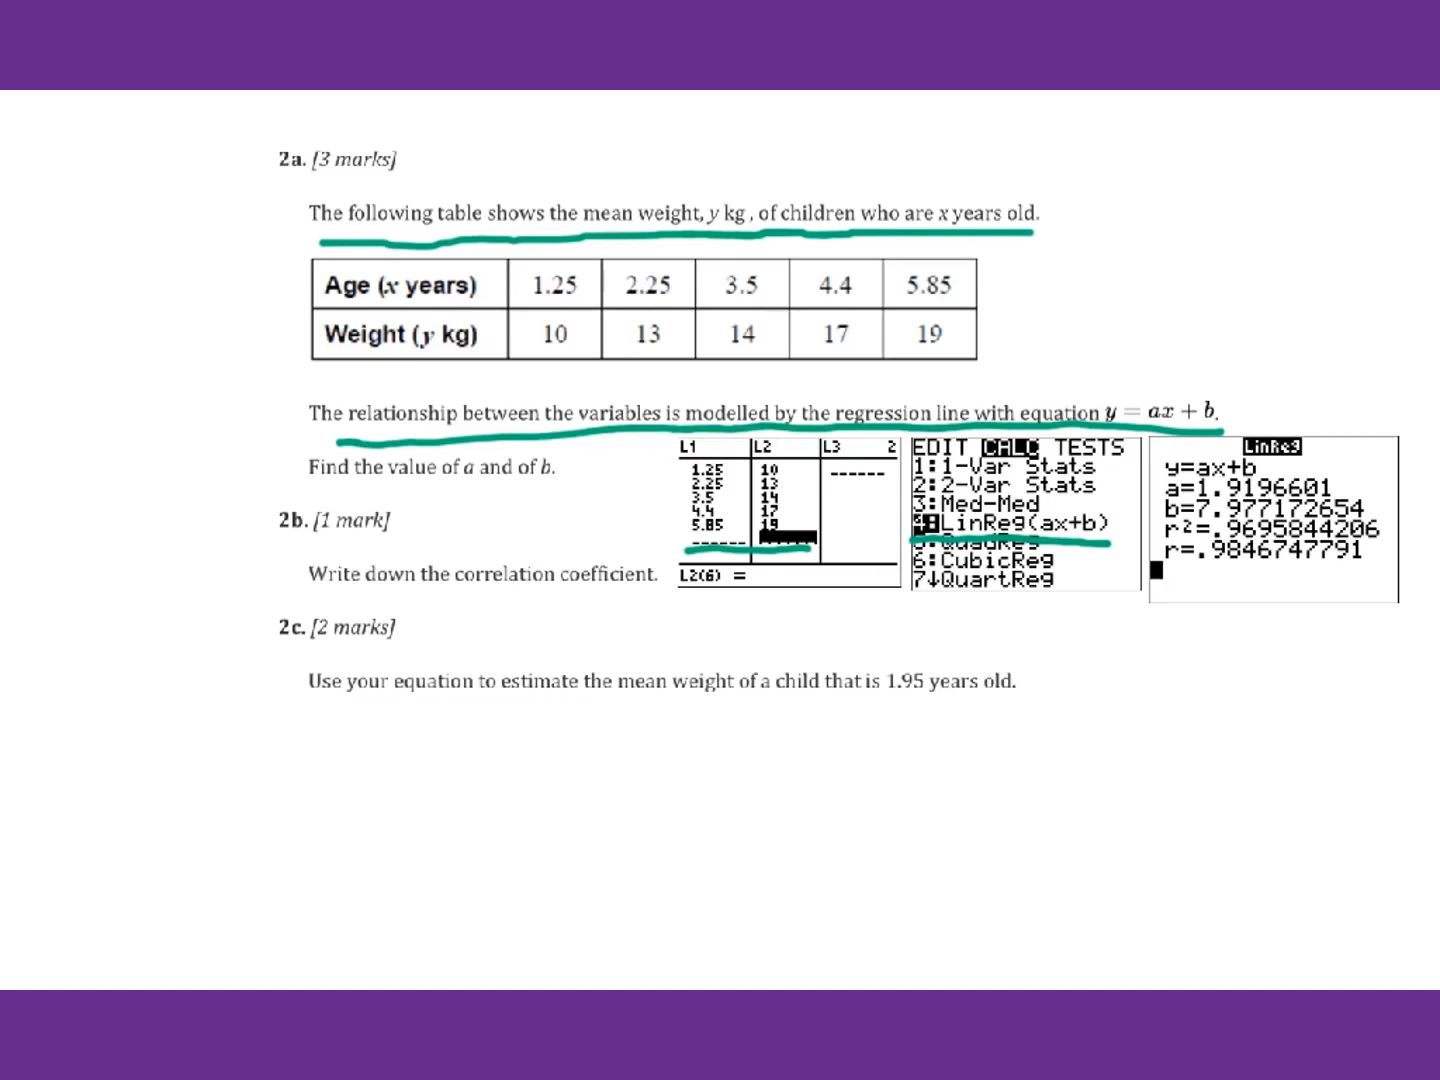 2a. [3 marks]
The following table shows the mean weight, y kg , of children who are x years old.
Age (x years) 1.25 2.25 3.5 4.4 5.85
Weight (y kg) 10 13 14 17 19
The relationship between the variables is modelled by the regression line with equation y = ax + b.
Find the value of a and of b.
2b. [1 mark]
Write down the correlation coefficient.
L1 L2 L3 2
1.25 10 ------
2.25 13
3.5 14
4.4 17
5.85 19
------
L2(6) =
EDIT CALC TESTS
1:1-Var Stats
2:2-Var Stats
3:Med-Med
4:LinReg(ax+b)
5:QuadReg
6:CubicReg
7↓QuartReg
LinReg
y=ax+b
a=1.9196601
b=7.977172654
r²=.9695844206
r=.9846747791
2c. [2 marks]
Use your equation to estimate the mean weight of a child that is 1.95 years old.